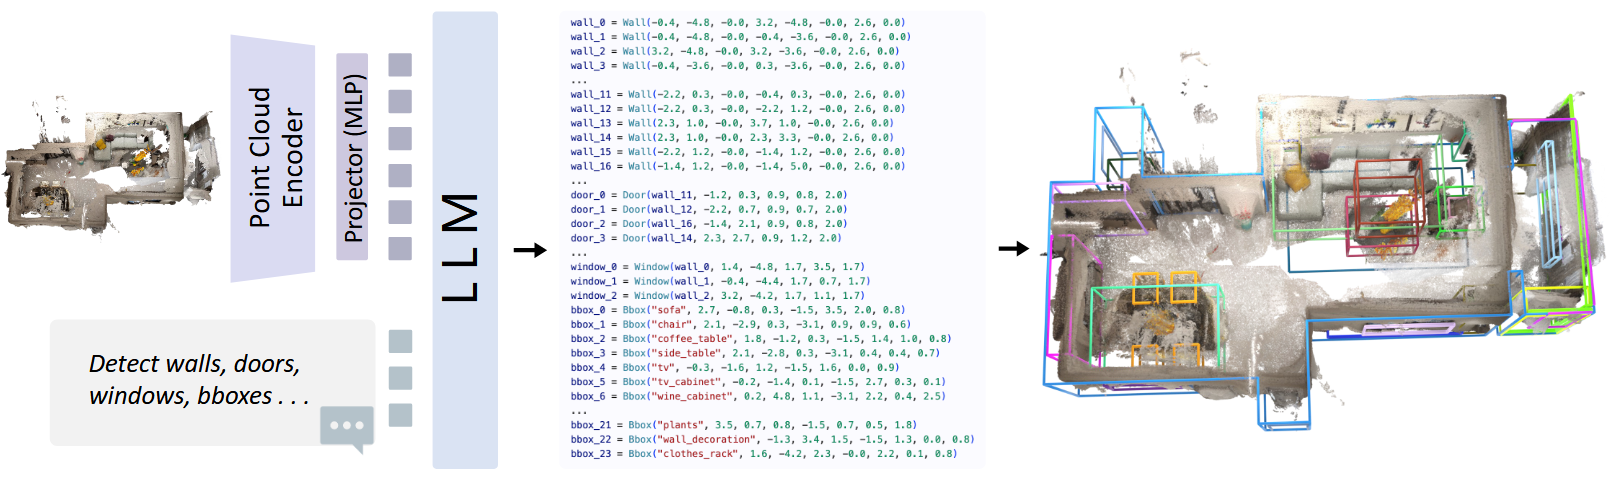 Point Cloud
Encoder
Projector (MLP)
LLM
Detect walls, doors,
windows, bboxes . . .
wall_0 = Wall(-0.4, -4.8, -0.0, 3.2, -4.8, -0.0, 2.6, 0.0)
wall_1 = Wall(-0.4, -4.8, -0.0, -0.4, -3.6, -0.0, 2.6, 0.0)
wall_2 = Wall(3.2, -4.8, -0.0, 3.2, -3.6, -0.0, 2.6, 0.0)
wall_3 = Wall(-0.4, -3.6, -0.0, 0.3, -3.6, -0.0, 2.6, 0.0)
...
wall_11 = Wall(-2.2, 0.3, -0.0, -0.4, 0.3, -0.0, 2.6, 0.0)
wall_12 = Wall(-2.2, 0.3, -0.0, -2.2, 1.2, -0.0, 2.6, 0.0)
wall_13 = Wall(2.3, 1.0, -0.0, 3.7, 1.0, -0.0, 2.6, 0.0)
wall_14 = Wall(2.3, 1.0, -0.0, 2.3, 3.3, -0.0, 2.6, 0.0)
wall_15 = Wall(-2.2, 1.2, -0.0, -1.4, 1.2, -0.0, 2.6, 0.0)
wall_16 = Wall(-1.4, 1.2, -0.0, -1.4, 5.0, -0.0, 2.6, 0.0)
...
door_0 = Door(wall_11, -1.2, 0.3, 0.9, 0.8, 2.0)
door_1 = Door(wall_12, -2.2, 0.7, 0.9, 0.7, 2.0)
door_2 = Door(wall_16, -1.4, 2.1, 0.9, 0.8, 2.0)
door_3 = Door(wall_14, 2.3, 2.7, 0.9, 1.2, 2.0)
...
window_0 = Window(wall_0, 1.4, -4.8, 1.7, 3.5, 1.7)
window_1 = Window(wall_1, -0.4, -4.4, 1.7, 0.7, 1.7)
window_2 = Window(wall_2, 3.2, -4.2, 1.7, 1.1, 1.7)
bbox_0 = Bbox("sofa", 2.7, -0.8, 0.3, -1.5, 3.5, 2.0, 0.8)
bbox_1 = Bbox("chair", 2.1, -2.9, 0.3, -3.1, 0.9, 0.9, 0.6)
bbox_2 = Bbox("coffee_table", 1.8, -1.2, 0.3, -1.5, 1.4, 1.0, 0.8)
bbox_3 = Bbox("side_table", 2.1, -2.8, 0.3, -3.1, 0.4, 0.4, 0.7)
bbox_4 = Bbox("tv", -0.3, -1.6, 1.2, -1.5, 1.6, 0.0, 0.9)
bbox_5 = Bbox("tv_cabinet", -0.2, -1.4, 0.1, -1.5, 2.7, 0.3, 0.1)
bbox_6 = Bbox("wine_cabinet", 0.2, 4.8, 1.1, -3.1, 2.2, 0.4, 2.5)
...
bbox_21 = Bbox("plants", 3.5, 0.7, 0.8, -1.5, 0.7, 0.5, 1.8)
bbox_22 = Bbox("wall_decoration", -1.3, 3.4, 1.5, -1.5, 1.3, 0.0, 0.8)
bbox_23 = Bbox("clothes_rack", 1.6, -4.2, 2.3, -0.0, 2.2, 0.1, 0.8)